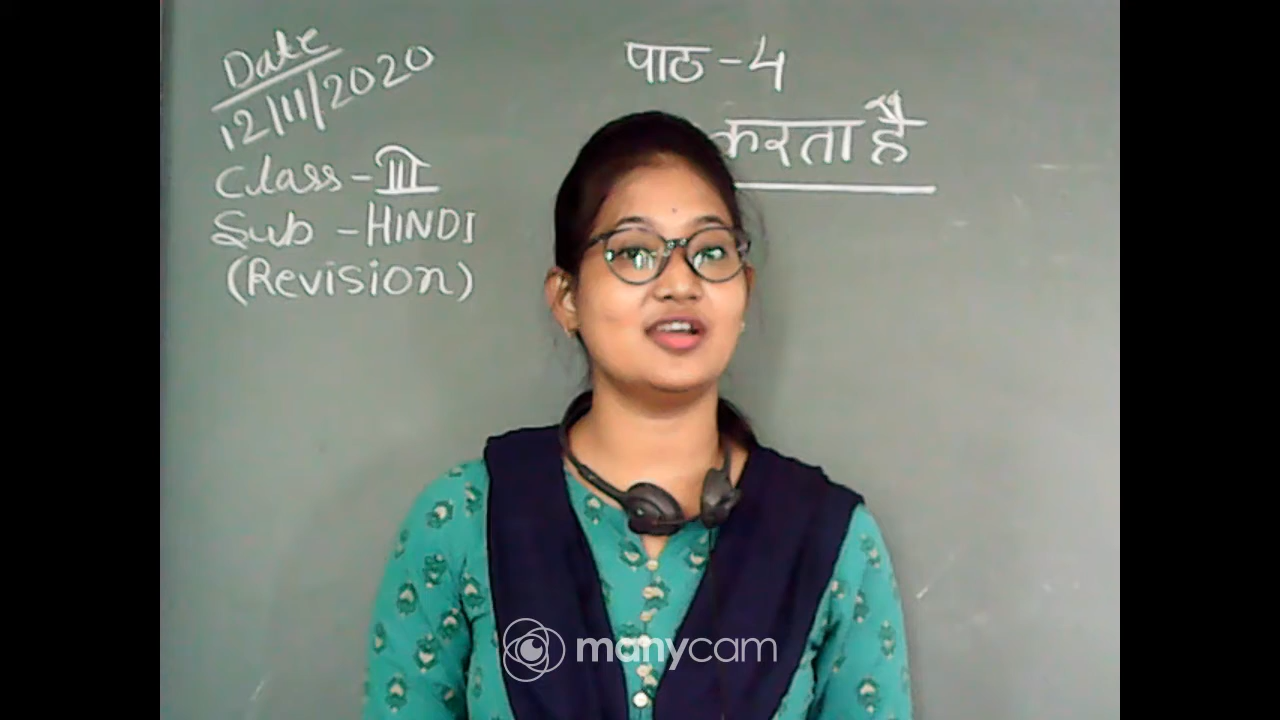 Date
12/11/2020
Class-III
Sub - HINDI
(Revision)
पाठ - 4
करता है
manycam